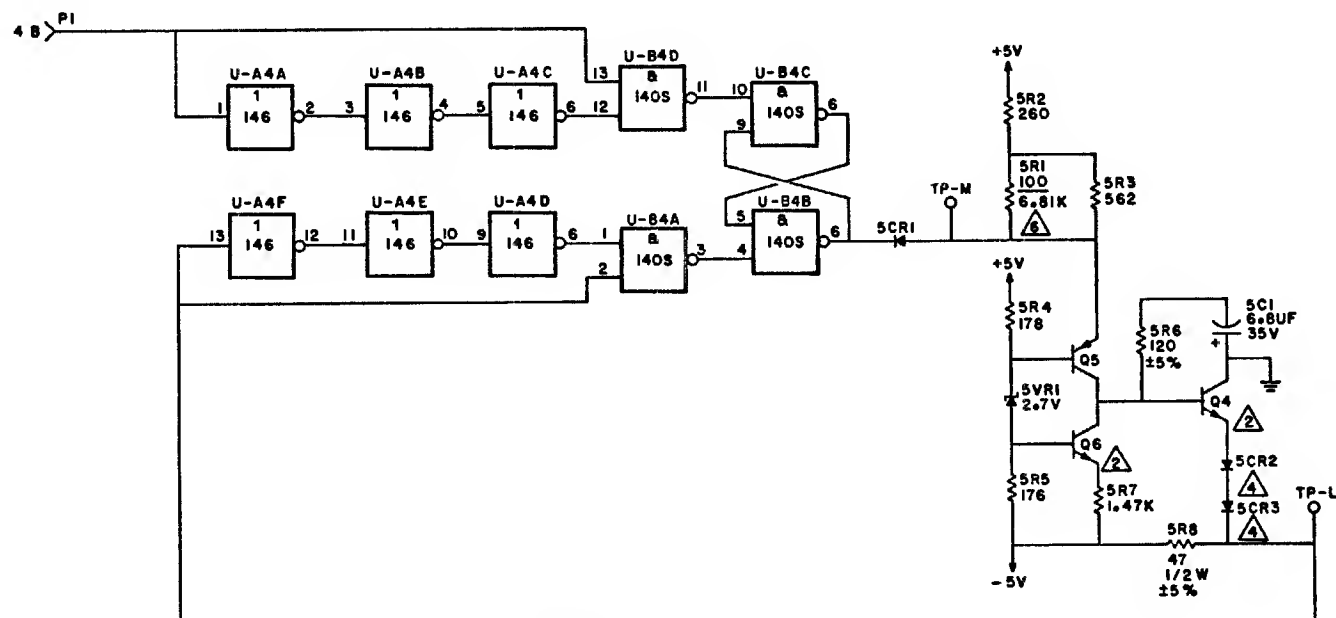 4 B P1
U-A4A
1
146
1
2
U-A4B
1
146
3
4
U-A4C
1
146
5
6
U-B4D
&
140S
13
12
11
U-B4C
&
140S
10
9
6
U-A4F
1
146
13
12
U-A4E
1
146
11
10
U-A4D
1
146
9
6
U-B4A
&
140S
1
2
3
U-B4B
&
140S
5
4
6
5CR1
TP-M
+5V
5R2
260
5R1
100
6.81K
6
5R3
562
+5V
5R4
178
5VR1
2.7V
5R5
176
-5V
Q5
Q6
2
5R7
1.47K
5R6
120
±5%
5C1
6.8UF
35V
+
Q4
2
5CR2
4
5CR3
4
TP-L
5R8
47
1/2W
±5%